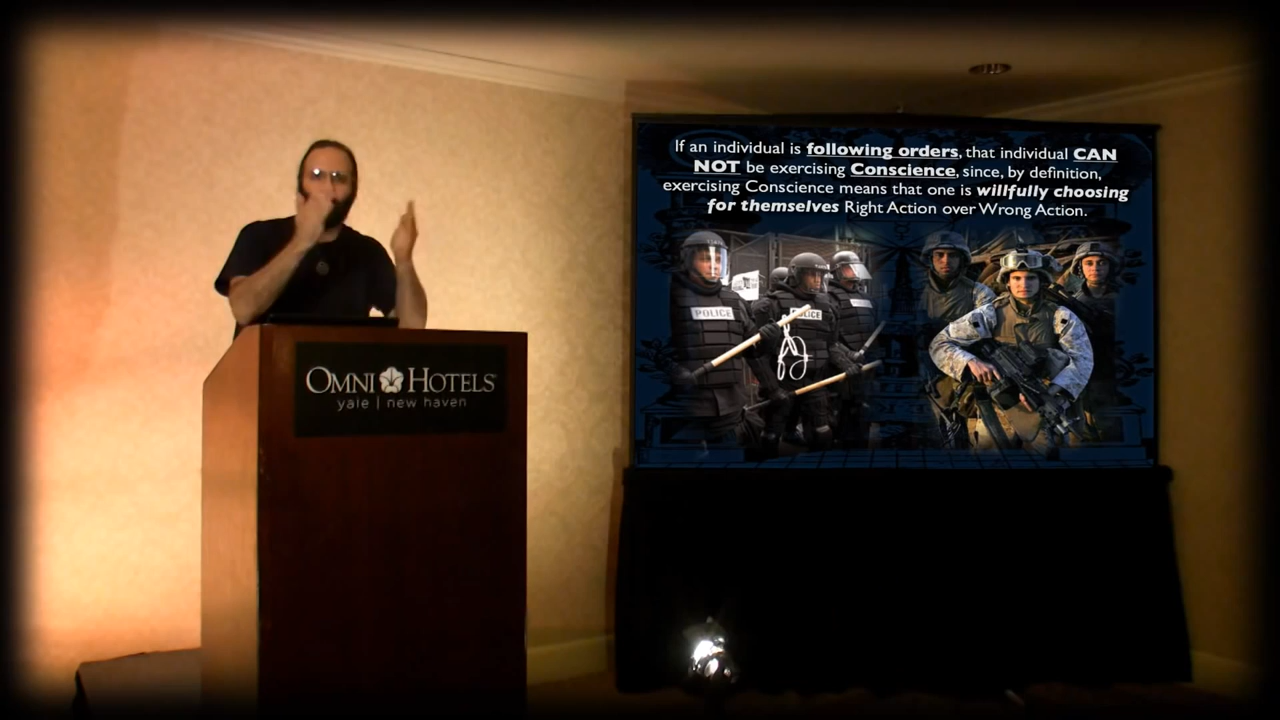 If an individual is following orders, that individual CAN
NOT be exercising Conscience, since, by definition,
exercising Conscience means that one is willfully choosing
for themselves Right Action over Wrong Action.
POLICE
POLICE
OMNI HOTELS
yale | new haven